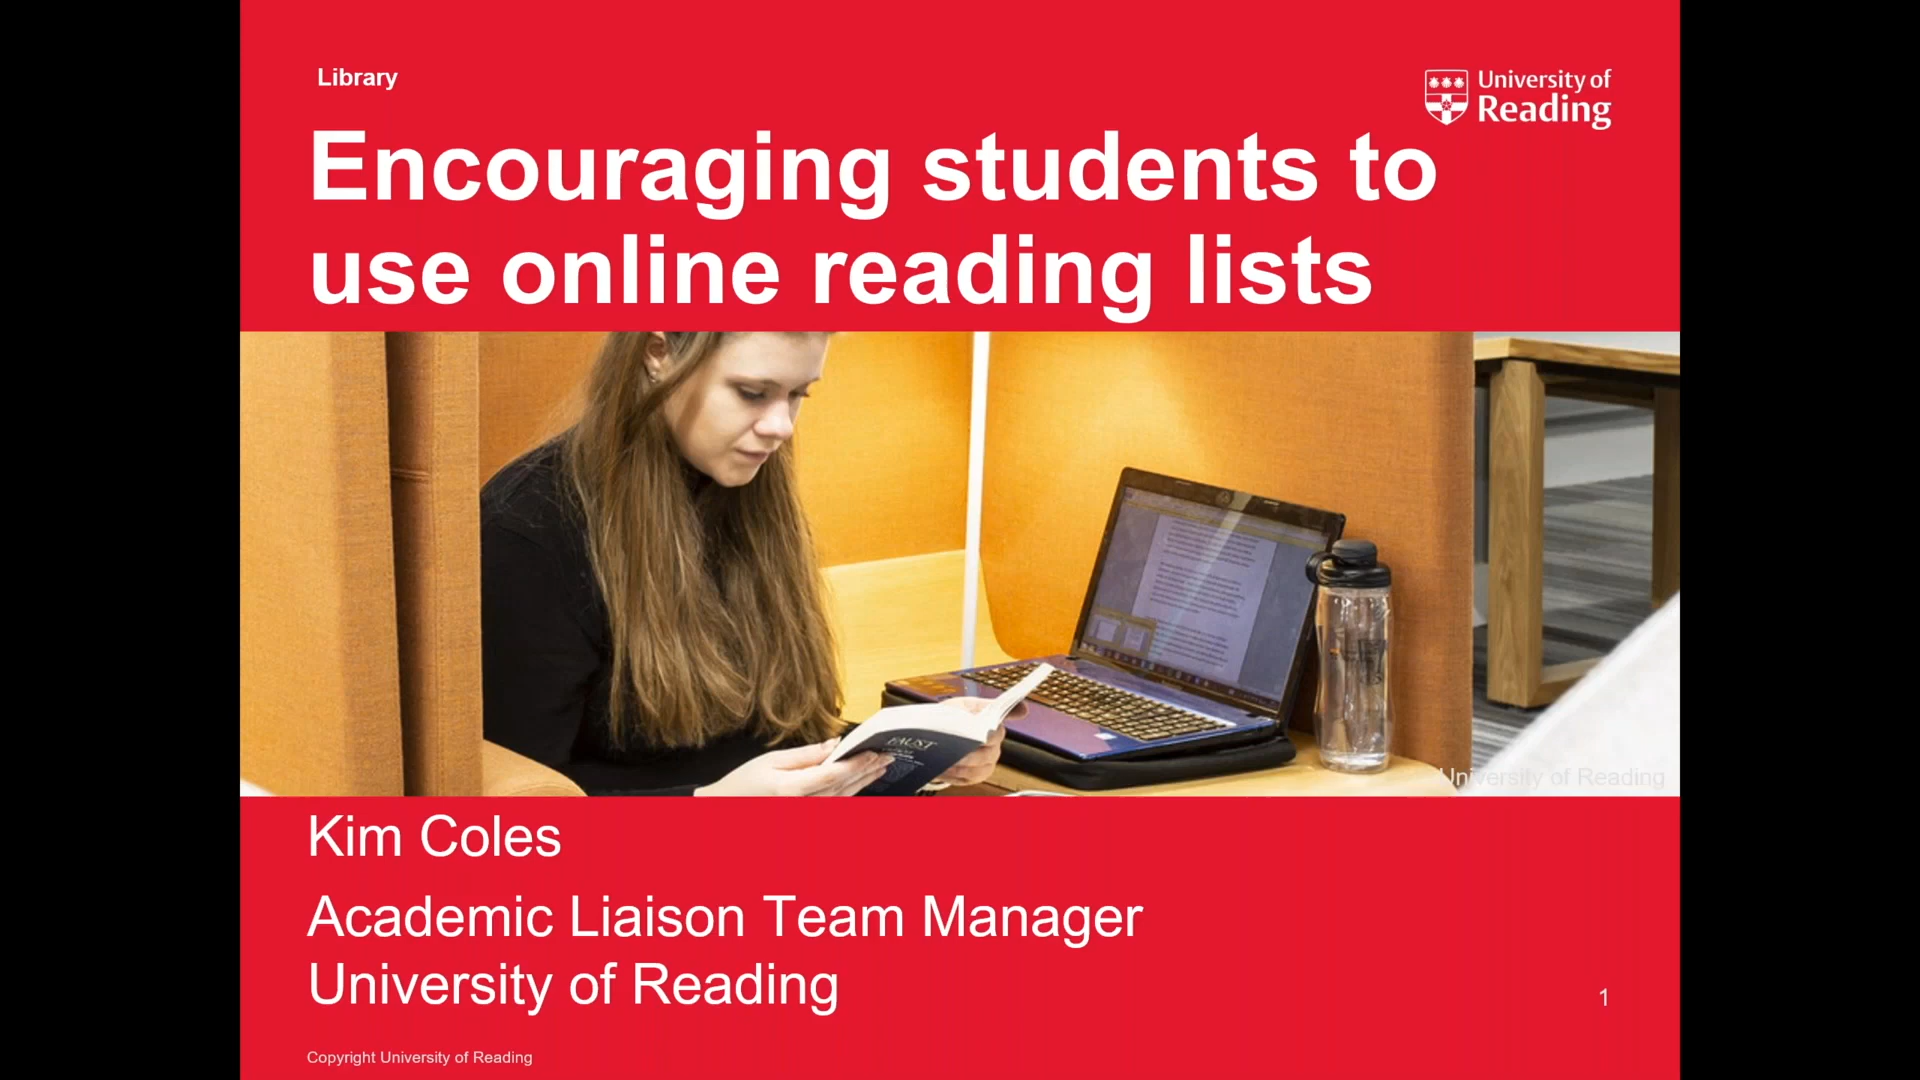 Library
University of
Reading
Encouraging students to
use online reading lists
FAUST
University of Reading
Kim Coles
Academic Liaison Team Manager
University of Reading
1
Copyright University of Reading